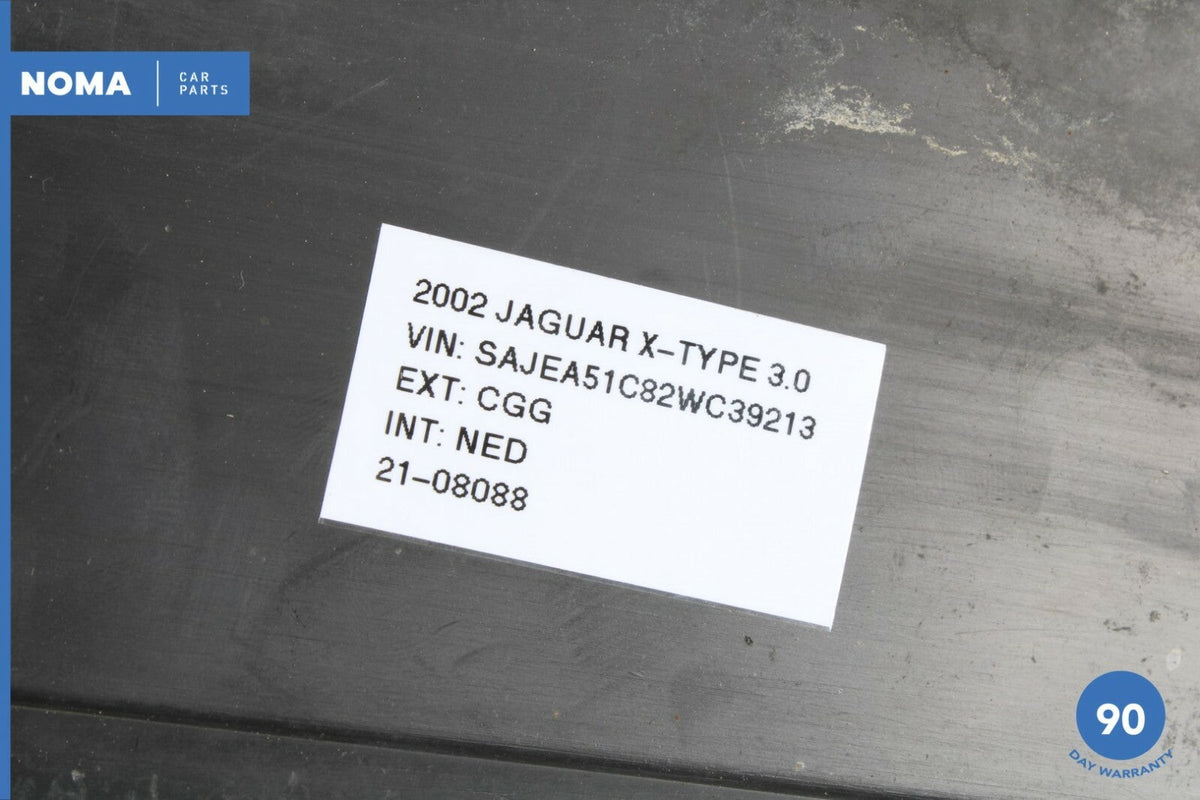 NOMA
CAR
PARTS
2002 JAGUAR X-TYPE 3.0
VIN: SAJEA51C82WC39213
EXT: CGG
INT: NED
21-08088
90
DAY WARRANTY